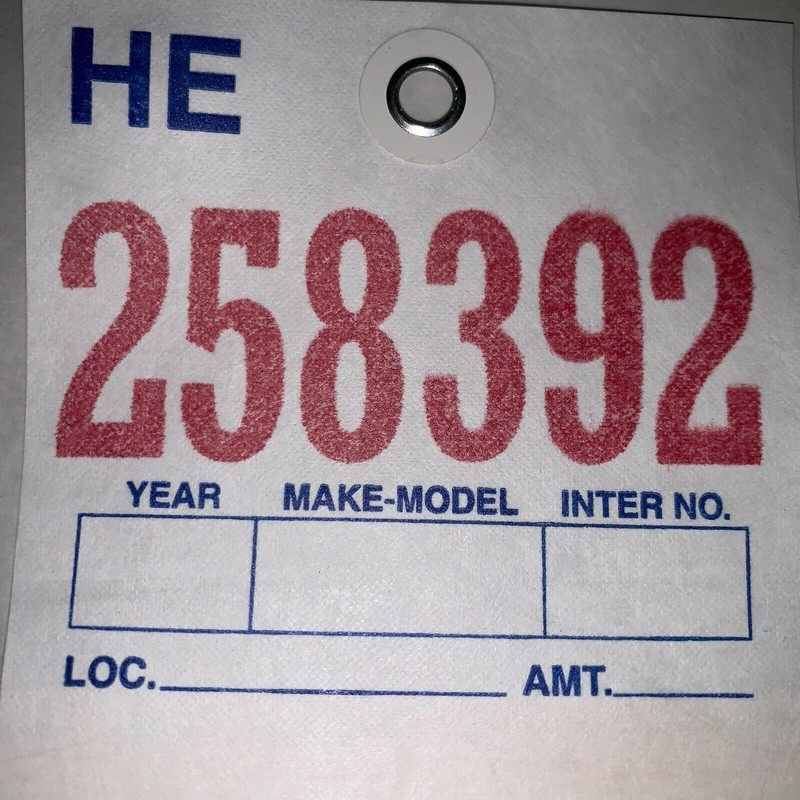 HE
258392
YEAR MAKE-MODEL INTER NO.
LOC. AMT.